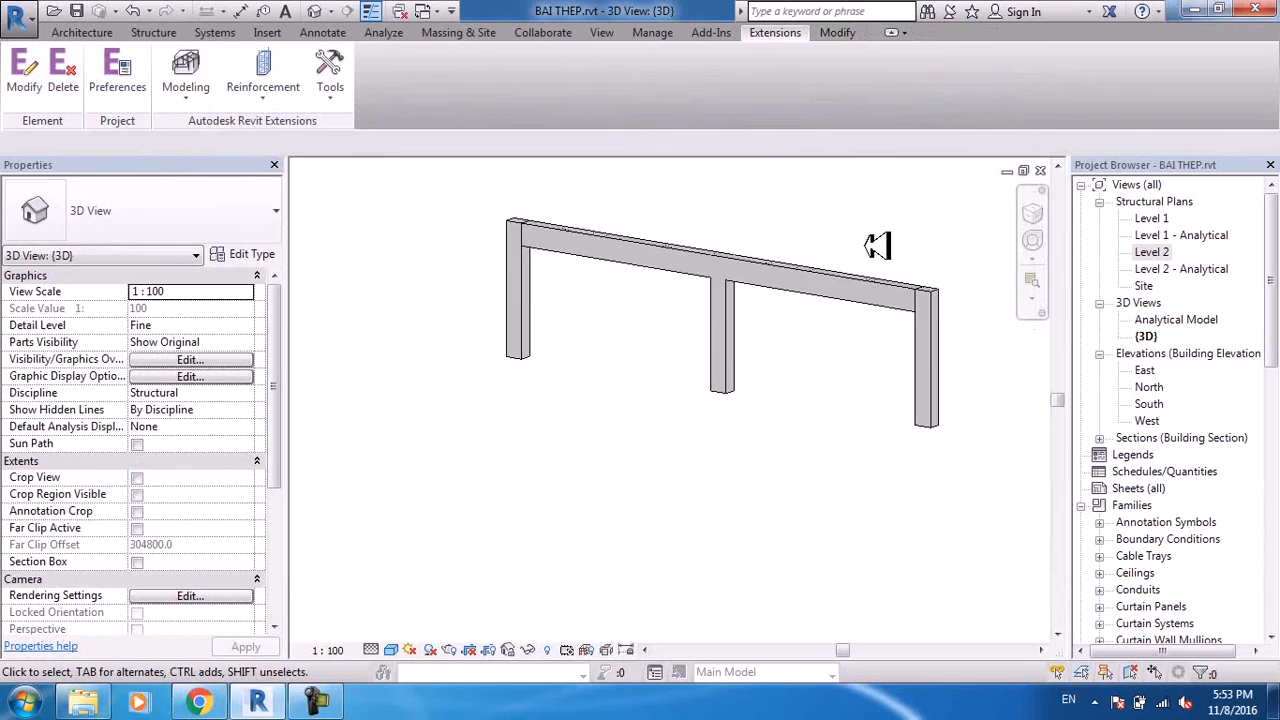 BAI THEP.rvt - 3D View: {3D}
Type a keyword or phrase
Sign In
Architecture Structure Systems Insert Annotate Analyze Massing & Site Collaborate View Manage Add-Ins Extensions Modify
Modify Delete Preferences Modeling Reinforcement Tools
Element Project Autodesk Revit Extensions
Properties
3D View
3D View: {3D} Edit Type
Graphics
View Scale 1 : 100
Scale Value 1: 100
Detail Level Fine
Parts Visibility Show Original
Visibility/Graphics Ov... Edit...
Graphic Display Optio... Edit...
Discipline Structural
Show Hidden Lines By Discipline
Default Analysis Displ... None
Sun Path
Extents
Crop View
Crop Region Visible
Annotation Crop
Far Clip Active
Far Clip Offset 304800.0
Section Box
Camera
Rendering Settings Edit...
Locked Orientation
Perspective
Properties help Apply
1 : 100
Project Browser - BAI THEP.rvt
Views (all)
Structural Plans
Level 1
Level 1 - Analytical
Level 2
Level 2 - Analytical
Site
3D Views
Analytical Model
{3D}
Elevations (Building Elevation
East
North
South
West
Sections (Building Section)
Legends
Schedules/Quantities
Sheets (all)
Families
Annotation Symbols
Boundary Conditions
Cable Trays
Ceilings
Conduits
Curtain Panels
Curtain Systems
Curtain Wall Mullions
Click to select, TAB for alternates, CTRL adds, SHIFT unselects.
:0
Main Model
:0
EN
5:53 PM
11/8/2016